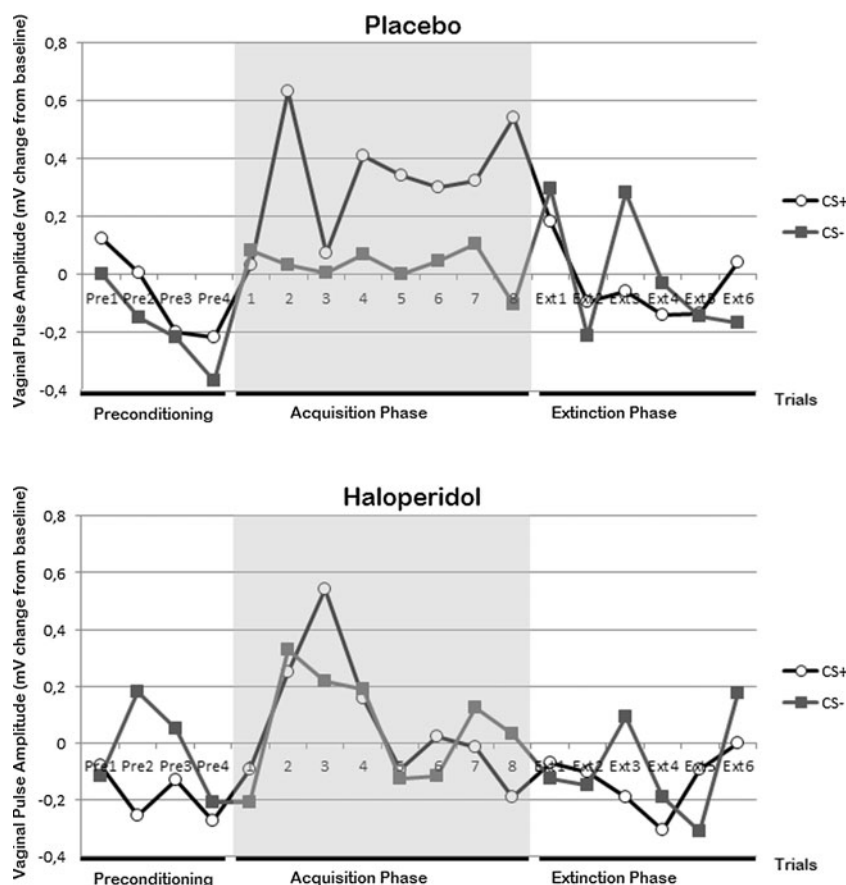 Placebo
Vaginal Pulse Amplitude (mV change from baseline)
0,8
0,6
0,4
0,2
0
-0,2
-0,4
Pre1 Pre2 Pre3 Pre4 1 2 3 4 5 6 7 8 Ext1 Ext2 Ext3 Ext4 Ext5 Ext6
CS+
CS-
Preconditioning Acquisition Phase Extinction Phase Trials
Haloperidol
Vaginal Pulse Amplitude (mV change from baseline)
0,8
0,6
0,4
0,2
0
-0,2
-0,4
Pre1 Pre2 Pre3 Pre4 1 2 3 4 5 6 7 8 Ext1 Ext2 Ext3 Ext4 Ext5 Ext6
CS+
CS-
Preconditioning Acquisition Phase Extinction Phase Trials